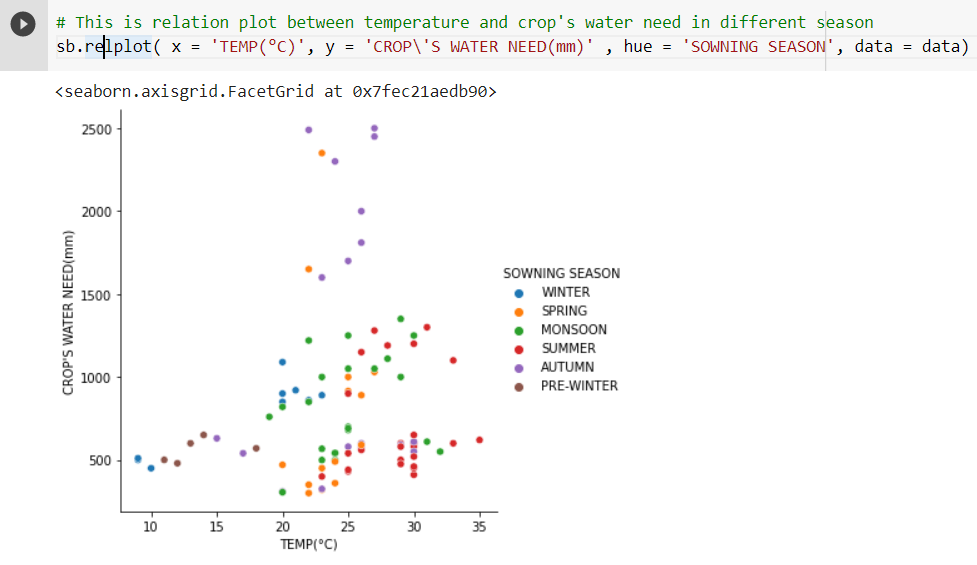 # This is relation plot between temperature and crop's water need in different season
sb.relplot( x = 'TEMP(°C)', y = 'CROP\'S WATER NEED(mm)' , hue = 'SOWNING SEASON', data = data)
<seaborn.axisgrid.FacetGrid at 0x7fec21aedb90>
2500
2000
1500
1000
500
CROP'S WATER NEED(mm)
10 15 20 25 30 35
TEMP(°C)
SOWNING SEASON
WINTER
SPRING
MONSOON
SUMMER
AUTUMN
PRE-WINTER